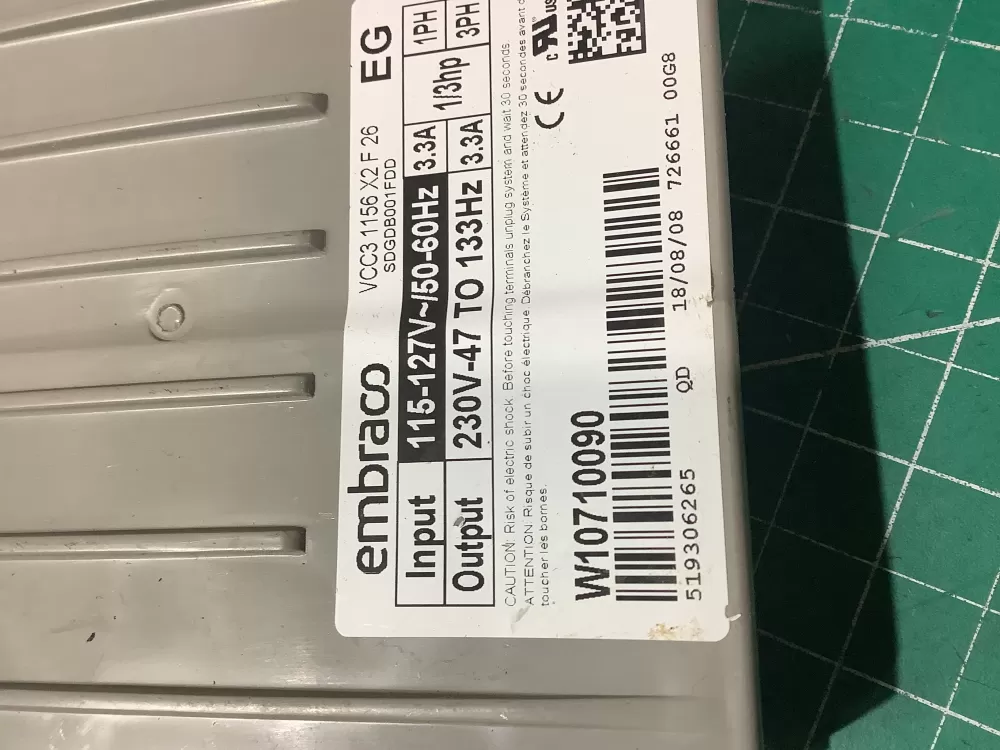 embraco VCC3 1156 X2 F 26 EG
SDGDB001FDD
Input 115-127V~/50-60Hz 3.3A 1/3hp 1PH
Output 230V-47 TO 133Hz 3.3A 3PH
CAUTION: Risk of electric shock. Before touching terminals unplug system and wait 30 seconds.
ATTENTION: Risque de subir un choc électrique. Débranchez le Système et attendez 30 secondes avant
toucher les bornes.
CE c us
W10710090
519306265 QD 18/08/08 726661 00G8